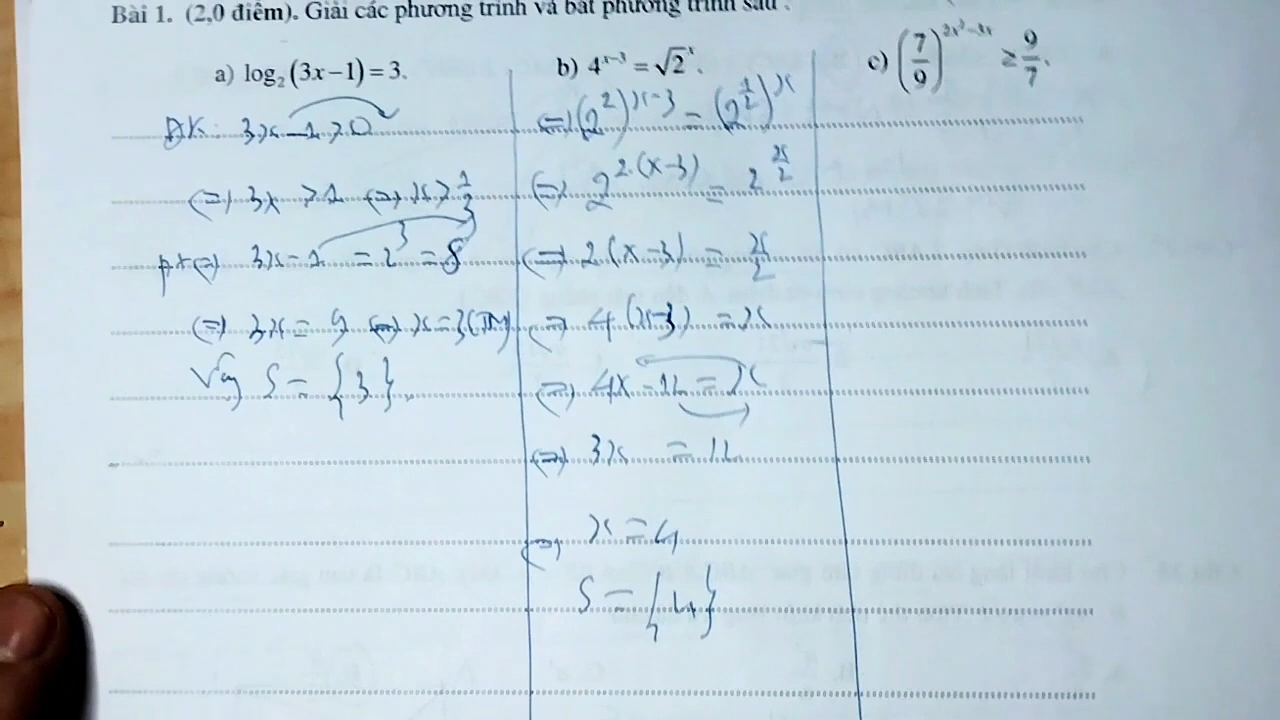 Bài 1. (2,0 điểm). Giải các phương trình và bất phương trình sau :
a) log₂(3x−1)=3.
ĐK: 3x − 1 > 0
(=) 3x > 1 (=) x > 1/3
pt (=) 3x − 1 = 2³ = 8
(=) 3x = 9 (=) x = 3 (TM)
Vậy S = {3}.
b) 4^(x−3) = √2^x.
(=) (2²)^(x−3) = (2^(1/2))^x
(=) 2^(2.(x−3)) = 2^(x/2)
(=) 2(x−3) = x/2
(=) 4(x−3) = x
(=) 4x − 12 = x
(=) 3x = 12
(=) x = 4
S = {4}
c) (7/9)^(2x²−3x) ≥ 9/7.